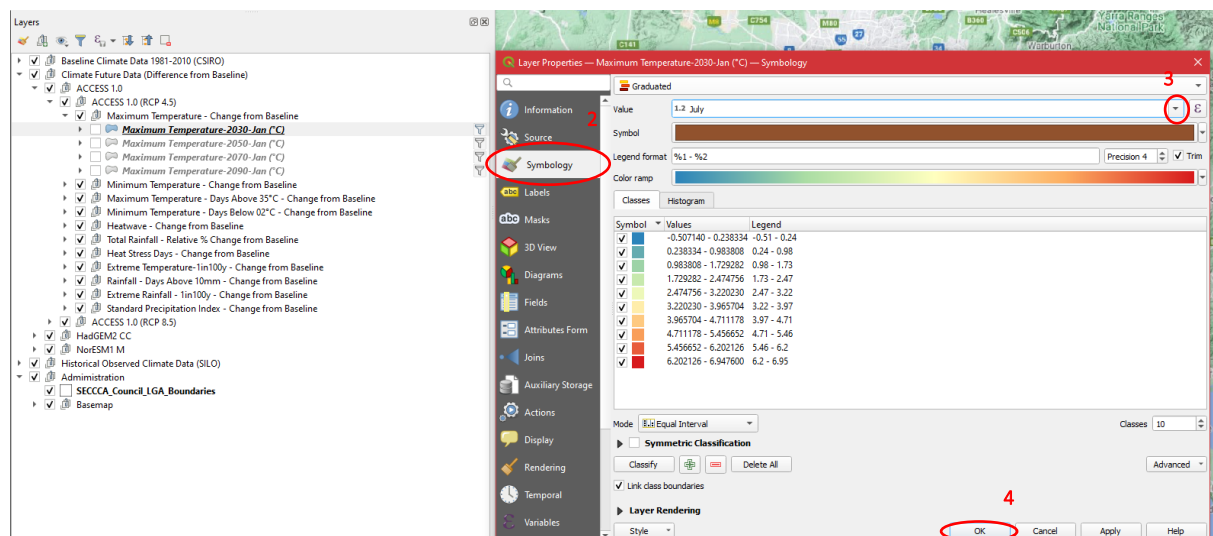 Layers
Baseline Climate Data 1981-2010 (CSIRO)
Climate Future Data (Difference from Baseline)
ACCESS 1.0
ACCESS 1.0 (RCP 4.5)
Maximum Temperature - Change from Baseline
Maximum Temperature-2030-Jan (°C)
Maximum Temperature-2050-Jan (°C)
Maximum Temperature-2070-Jan (°C)
Maximum Temperature-2090-Jan (°C)
Minimum Temperature - Change from Baseline
Maximum Temperature - Days Above 35°C - Change from Baseline
Minimum Temperature - Days Below 02°C - Change from Baseline
Heatwave - Change from Baseline
Total Rainfall - Relative % Change from Baseline
Heat Stress Days - Change from Baseline
Extreme Temperature-1in100y - Change from Baseline
Rainfall - Days Above 10mm - Change from Baseline
Extreme Rainfall - 1in100y - Change from Baseline
Standard Precipitation Index - Change from Baseline
ACCESS 1.0 (RCP 8.5)
HadGEM2 CC
NorESM1 M
Historical Observed Climate Data (SILO)
Admimistration
SECCCA_Council_LGA_Boundaries
Basemap
C141
C754
M80
55
27
B360
C505
Warburton
Yarra Ranges
National Park
Layer Properties — Maximum Temperature-2030-Jan (°C) — Symbology
2
Information
Source
Symbology
abc Labels
abc Masks
3D View
Diagrams
Fields
Attributes Form
Joins
Auxiliary Storage
Actions
Display
Rendering
Temporal
Variables
Graduated
3
Value 1.2 July ε
Symbol
Legend format %1 - %2 Precision 4 Trim
Color ramp
Classes Histogram
Symbol Values Legend
-0.507140 - 0.238334 -0.51 - 0.24
0.238334 - 0.983808 0.24 - 0.98
0.983808 - 1.729282 0.98 - 1.73
1.729282 - 2.474756 1.73 - 2.47
2.474756 - 3.220230 2.47 - 3.22
3.220230 - 3.965704 3.22 - 3.97
3.965704 - 4.711178 3.97 - 4.71
4.711178 - 5.456652 4.71 - 5.46
5.456652 - 6.202126 5.46 - 6.2
6.202126 - 6.947600 6.2 - 6.95
Mode Equal Interval Classes 10
Symmetric Classification
Classify Delete All Advanced
Link class boundaries
4
Layer Rendering
Style OK Cancel Apply Help